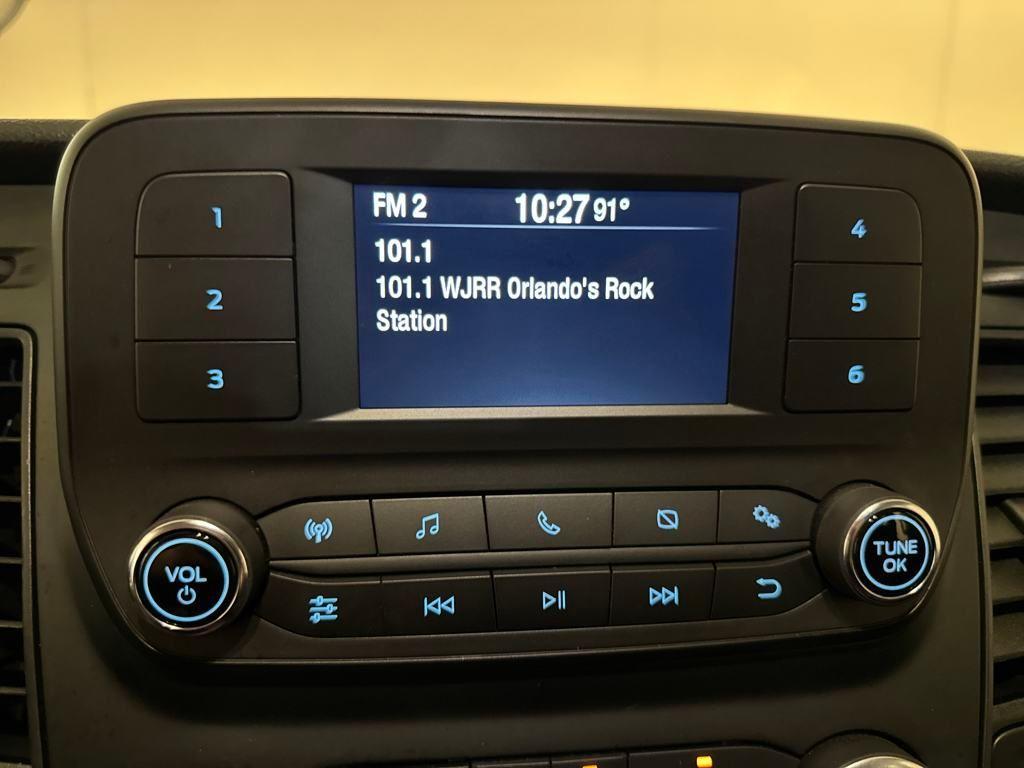 FM 2 10:27 91°
101.1
101.1 WJRR Orlando's Rock
Station
1
2
3
4
5
6
VOL
TUNE
OK